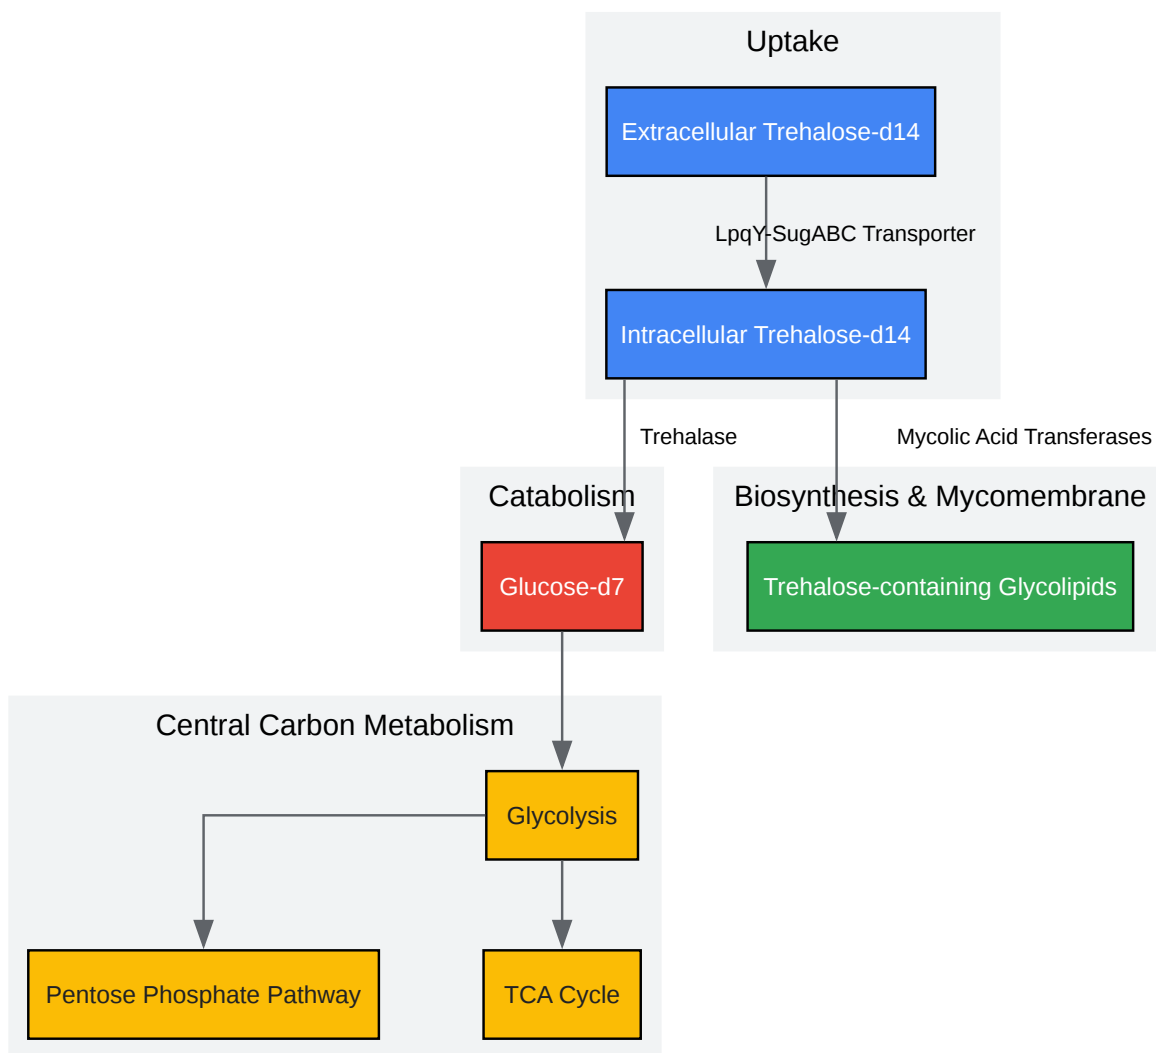 Uptake
Extracellular Trehalose-d14
LpqY-SugABC Transporter
Intracellular Trehalose-d14
Trehalase
Mycolic Acid Transferases
Catabolism
Biosynthesis & Mycomembrane
Glucose-d7
Trehalose-containing Glycolipids
Central Carbon Metabolism
Glycolysis
Pentose Phosphate Pathway
TCA Cycle